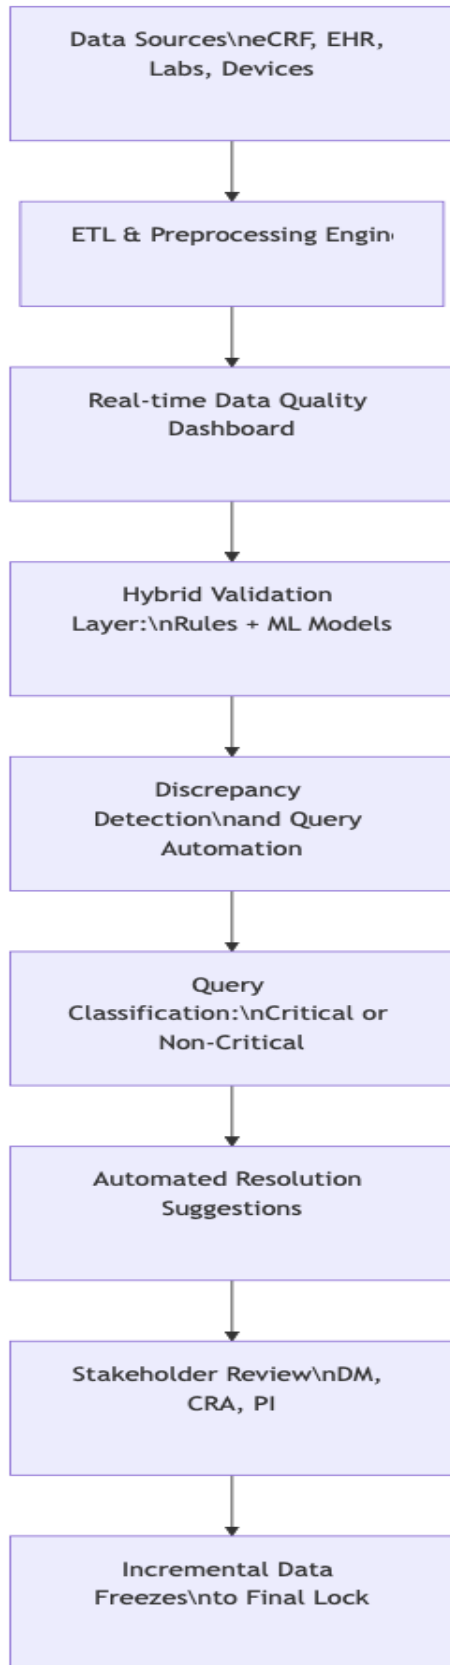 Data Sources\neCRF, EHR,
Labs, Devices
ETL & Preprocessing Engin
Real-time Data Quality
Dashboard
Hybrid Validation
Layer:\nRules + ML Models
Discrepancy
Detection\nand Query
Automation
Query
Classification:\nCritical or
Non-Critical
Automated Resolution
Suggestions
Stakeholder Review\nDM,
CRA, PI
Incremental Data
Freezes\nto Final Lock